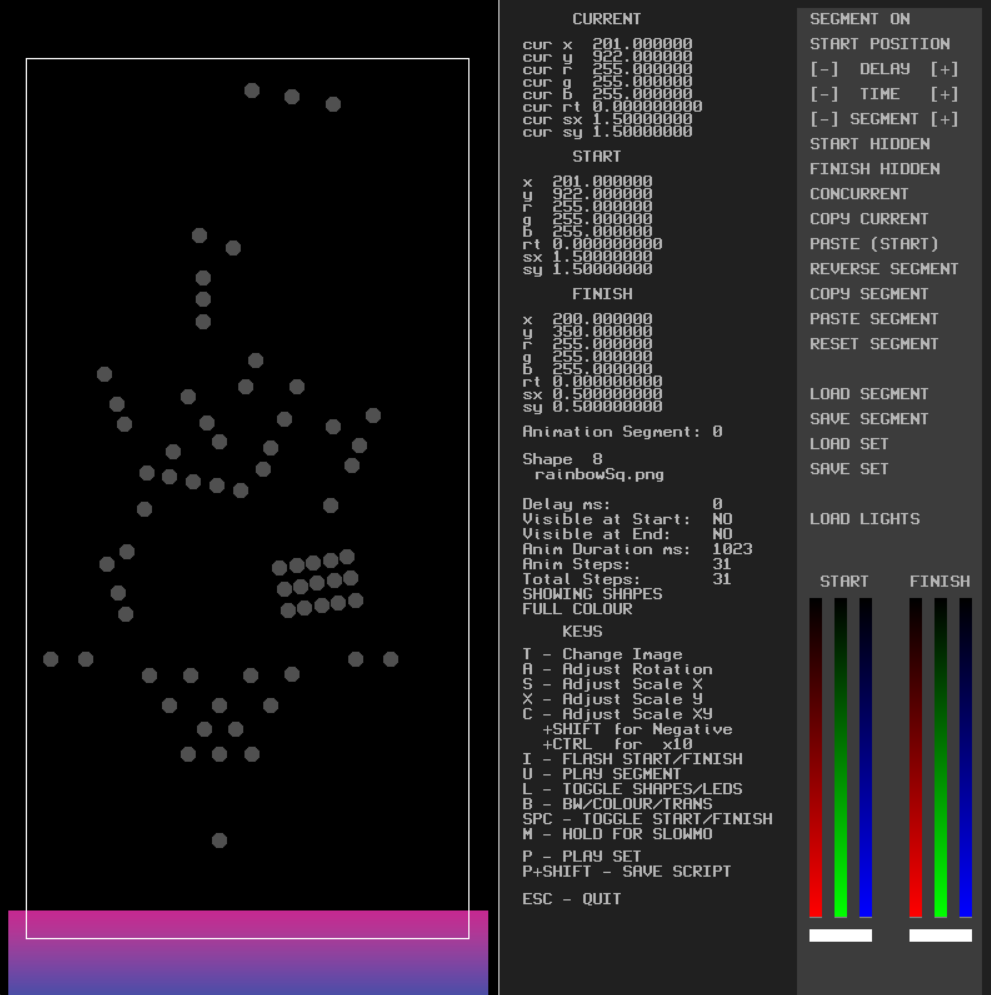 CURRENT
cur x 201.000000
cur y 922.000000
cur r 255.000000
cur g 255.000000
cur b 255.000000
cur rt 0.000000000
cur sx 1.50000000
cur sy 1.50000000
START
x 201.000000
y 922.000000
r 255.000000
g 255.000000
b 255.000000
rt 0.000000000
sx 1.50000000
sy 1.50000000
FINISH
x 200.000000
y 350.000000
r 255.000000
g 255.000000
b 255.000000
rt 0.000000000
sx 0.500000000
sy 0.500000000
Animation Segment: 0
Shape 8
rainbowSq.png
Delay ms: 0
Visible at Start: NO
Visible at End: NO
Anim Duration ms: 1023
Anim Steps: 31
Total Steps: 31
SHOWING SHAPES
FULL COLOUR
KEYS
T - Change Image
A - Adjust Rotation
S - Adjust Scale X
X - Adjust Scale Y
C - Adjust Scale XY
+SHIFT for Negative
+CTRL for x10
I - FLASH START/FINISH
U - PLAY SEGMENT
L - TOGGLE SHAPES/LEDS
B - BW/COLOUR/TRANS
SPC - TOGGLE START/FINISH
M - HOLD FOR SLOWMO
P - PLAY SET
P+SHIFT - SAVE SCRIPT
ESC - QUIT
SEGMENT ON
START POSITION
[-] DELAY [+]
[-] TIME [+]
[-] SEGMENT [+]
START HIDDEN
FINISH HIDDEN
CONCURRENT
COPY CURRENT
PASTE (START)
REVERSE SEGMENT
COPY SEGMENT
PASTE SEGMENT
RESET SEGMENT
LOAD SEGMENT
SAVE SEGMENT
LOAD SET
SAVE SET
LOAD LIGHTS
START FINISH